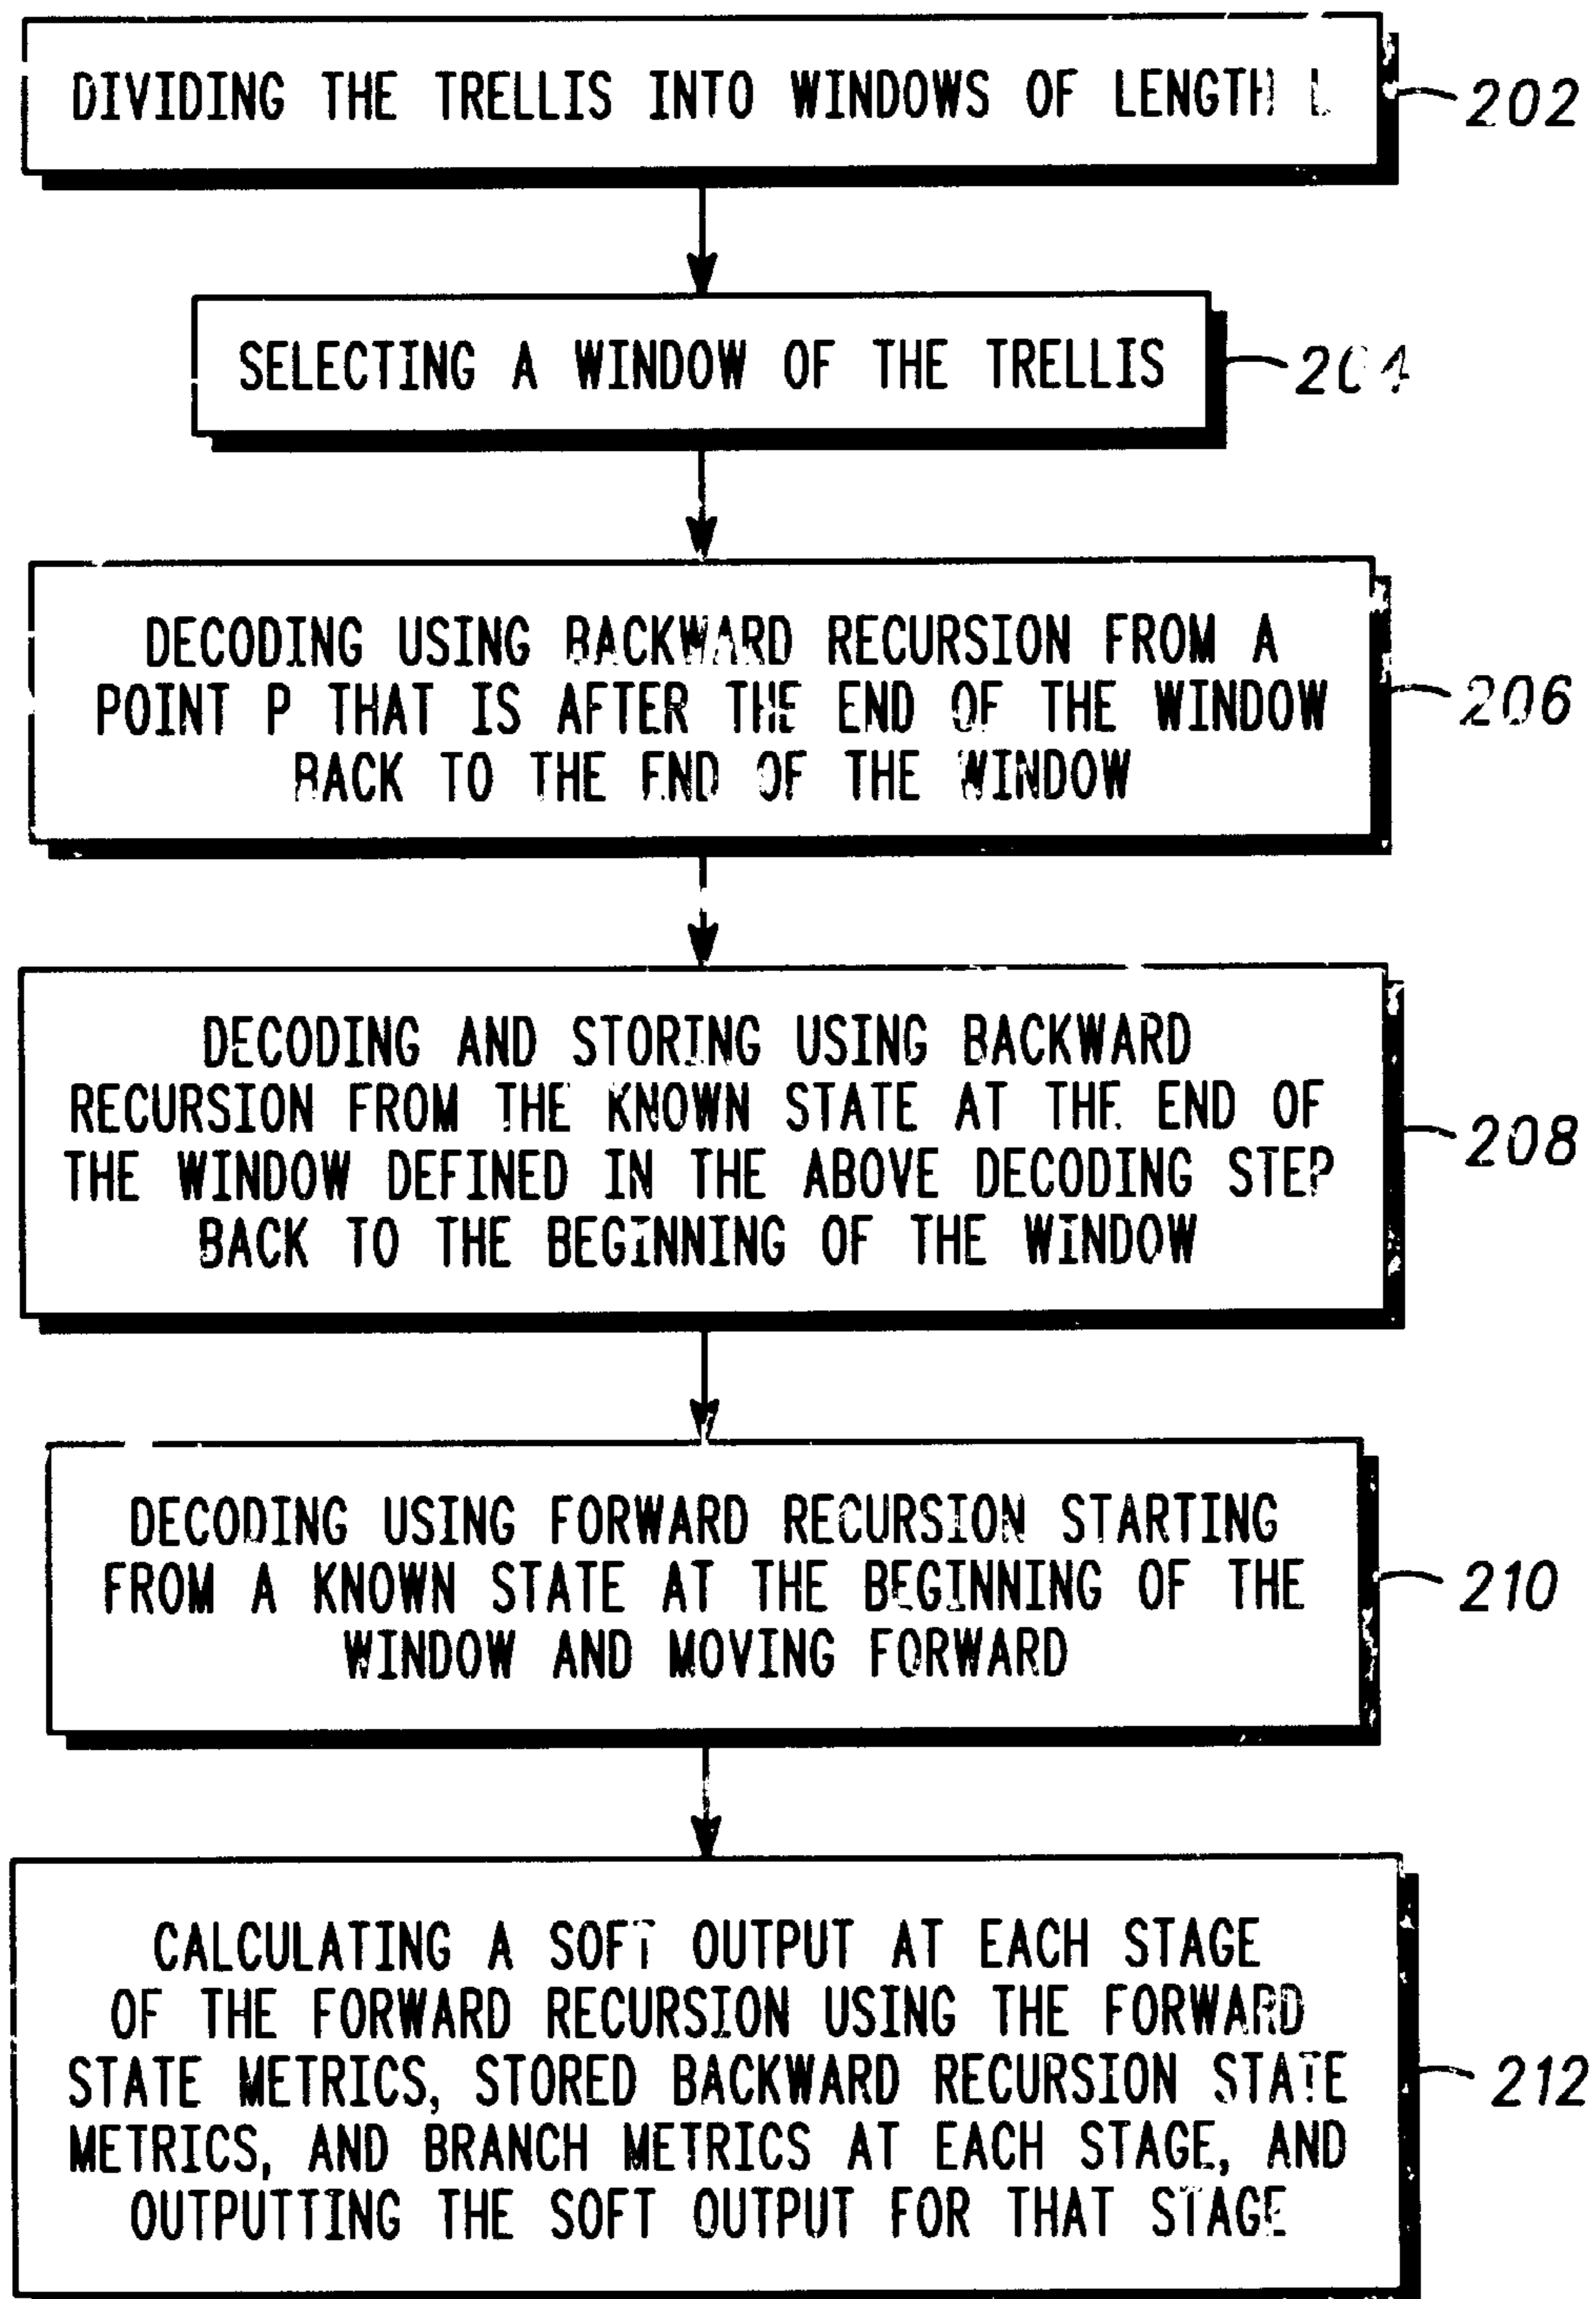 DIVIDING THE TRELLIS INTO WINDOWS OF LENGTH L
202
SELECTING A WINDOW OF THE TRELLIS
204
DECODING USING BACKWARD RECURSION FROM A
POINT P THAT IS AFTER THE END OF THE WINDOW
BACK TO THE END OF THE WINDOW
206
DECODING AND STORING USING BACKWARD
RECURSION FROM THE KNOWN STATE AT THE END OF
THE WINDOW DEFINED IN THE ABOVE DECODING STEP
BACK TO THE BEGINNING OF THE WINDOW
208
DECODING USING FORWARD RECURSION STARTING
FROM A KNOWN STATE AT THE BEGINNING OF THE
WINDOW AND MOVING FORWARD
210
CALCULATING A SOFT OUTPUT AT EACH STAGE
OF THE FORWARD RECURSION USING THE FORWARD
STATE METRICS, STORED BACKWARD RECURSION STATE
METRICS, AND BRANCH METRICS AT EACH STAGE, AND
OUTPUTTING THE SOFT OUTPUT FOR THAT STAGE
212